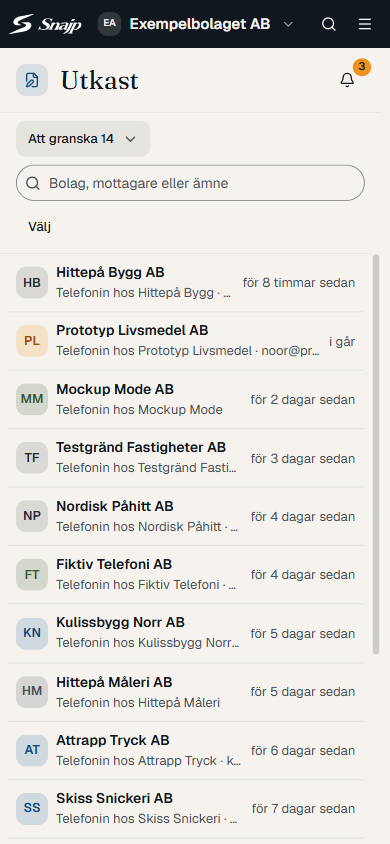 Snajp EA Exempelbolaget AB
Utkast 3
Att granska 14
Bolag, mottagare eller ämne
Välj
HB Hittepå Bygg AB
Telefonin hos Hittepå Bygg · … för 8 timmar sedan
PL Prototyp Livsmedel AB
Telefonin hos Prototyp Livsmedel · noor@pr… i går
MM Mockup Mode AB
Telefonin hos Mockup Mode för 2 dagar sedan
TF Testgränd Fastigheter AB
Telefonin hos Testgränd Fasti… för 3 dagar sedan
NP Nordisk Påhitt AB
Telefonin hos Nordisk Påhitt · … för 4 dagar sedan
FT Fiktiv Telefoni AB
Telefonin hos Fiktiv Telefoni · … för 4 dagar sedan
KN Kulissbygg Norr AB
Telefonin hos Kulissbygg Norr… för 5 dagar sedan
HM Hittepå Måleri AB
Telefonin hos Hittepå Måleri för 5 dagar sedan
AT Attrapp Tryck AB
Telefonin hos Attrapp Tryck · k… för 6 dagar sedan
SS Skiss Snickeri AB
Telefonin hos Skiss Snickeri · … för 7 dagar sedan